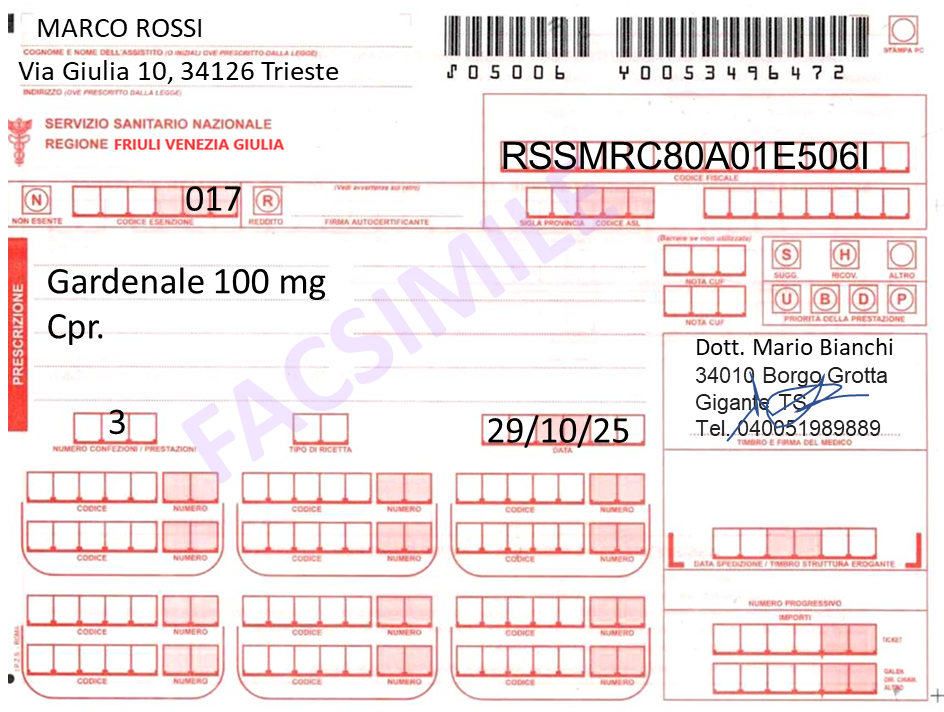 MARCO ROSSI
COGNOME E NOME DELL'ASSISTITO (O INIZIALI OVE PRESCRITTO DALLA LEGGE)
Via Giulia 10, 34126 Trieste
INDIRIZZO (OVE PRESCRITTO DALLA LEGGE)
05006 Y0053496472
STAMPA PC
SERVIZIO SANITARIO NAZIONALE
REGIONE FRIULI VENEZIA GIULIA
RSSMRC80A01E506I
CODICE FISCALE
N 017 R (Vedi avvertenze sul retro)
NON ESENTE CODICE ESENZIONE REDDITO FIRMA AUTOCERTIFICANTE SIGLA PROVINCIA CODICE ASL
PRESCRIZIONE
Gardenale 100 mg
Cpr.
FACSIMILE
(Barrare se non utilizzate)
NOTA CUF
NOTA CUF
S H
SUGG. RICOV. ALTRO
U B D P
PRIORITÀ DELLA PRESTAZIONE
Dott. Mario Bianchi
34010 Borgo Grotta
Gigante TS
Tel. 040051989889
TIMBRO E FIRMA DEL MEDICO
3 29/10/25
NUMERO CONFEZIONI / PRESTAZIONI TIPO DI RICETTA DATA
CODICE NUMERO CODICE NUMERO CODICE NUMERO
CODICE NUMERO CODICE NUMERO CODICE NUMERO
DATA SPEDIZIONE / TIMBRO STRUTTURA EROGANTE
NUMERO PROGRESSIVO
IMPORTI
TICKET
CODICE NUMERO CODICE NUMERO CODICE NUMERO
CODICE NUMERO CODICE NUMERO CODICE NUMERO
GALEN.
DIR. CHIAM.
ALTRO
I.P.Z.S. - ROMA